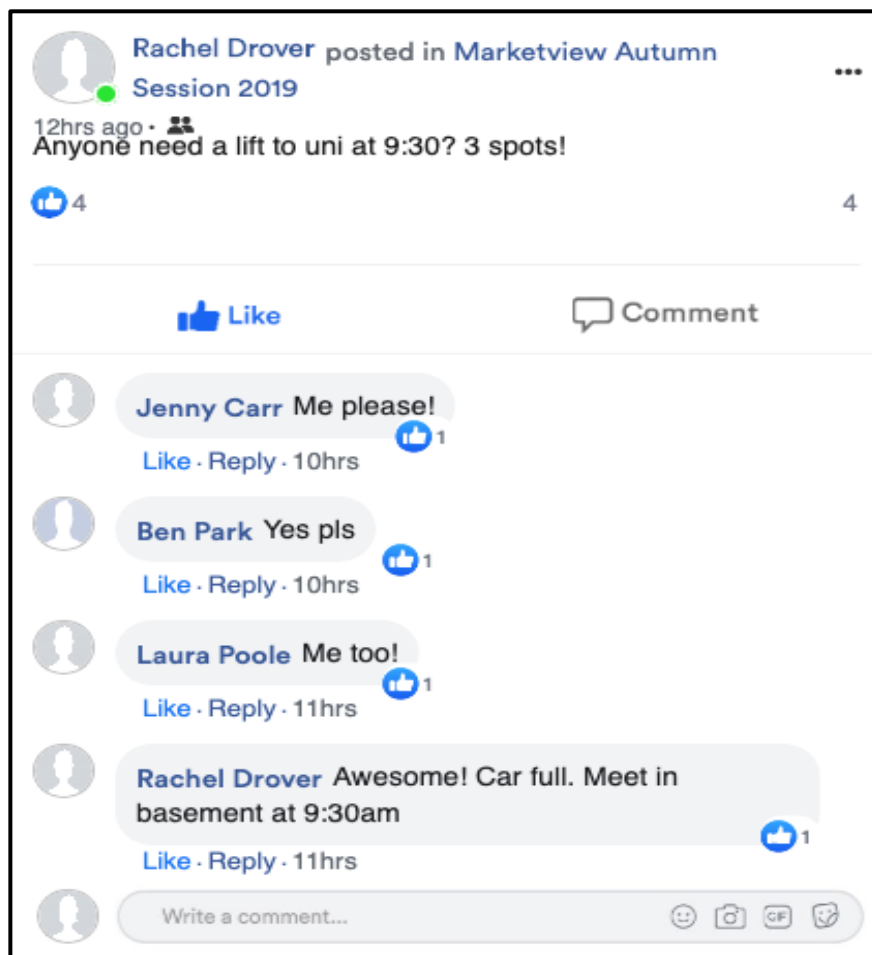 Rachel Drover posted in Marketview Autumn
Session 2019
12hrs ago ·
Anyone need a lift to uni at 9:30? 3 spots!
4 4
Like Comment
Jenny Carr Me please!
1
Like · Reply · 10hrs
Ben Park Yes pls
1
Like · Reply · 10hrs
Laura Poole Me too!
1
Like · Reply · 11hrs
Rachel Drover Awesome! Car full. Meet in
basement at 9:30am
1
Like · Reply · 11hrs
Write a comment... GIF